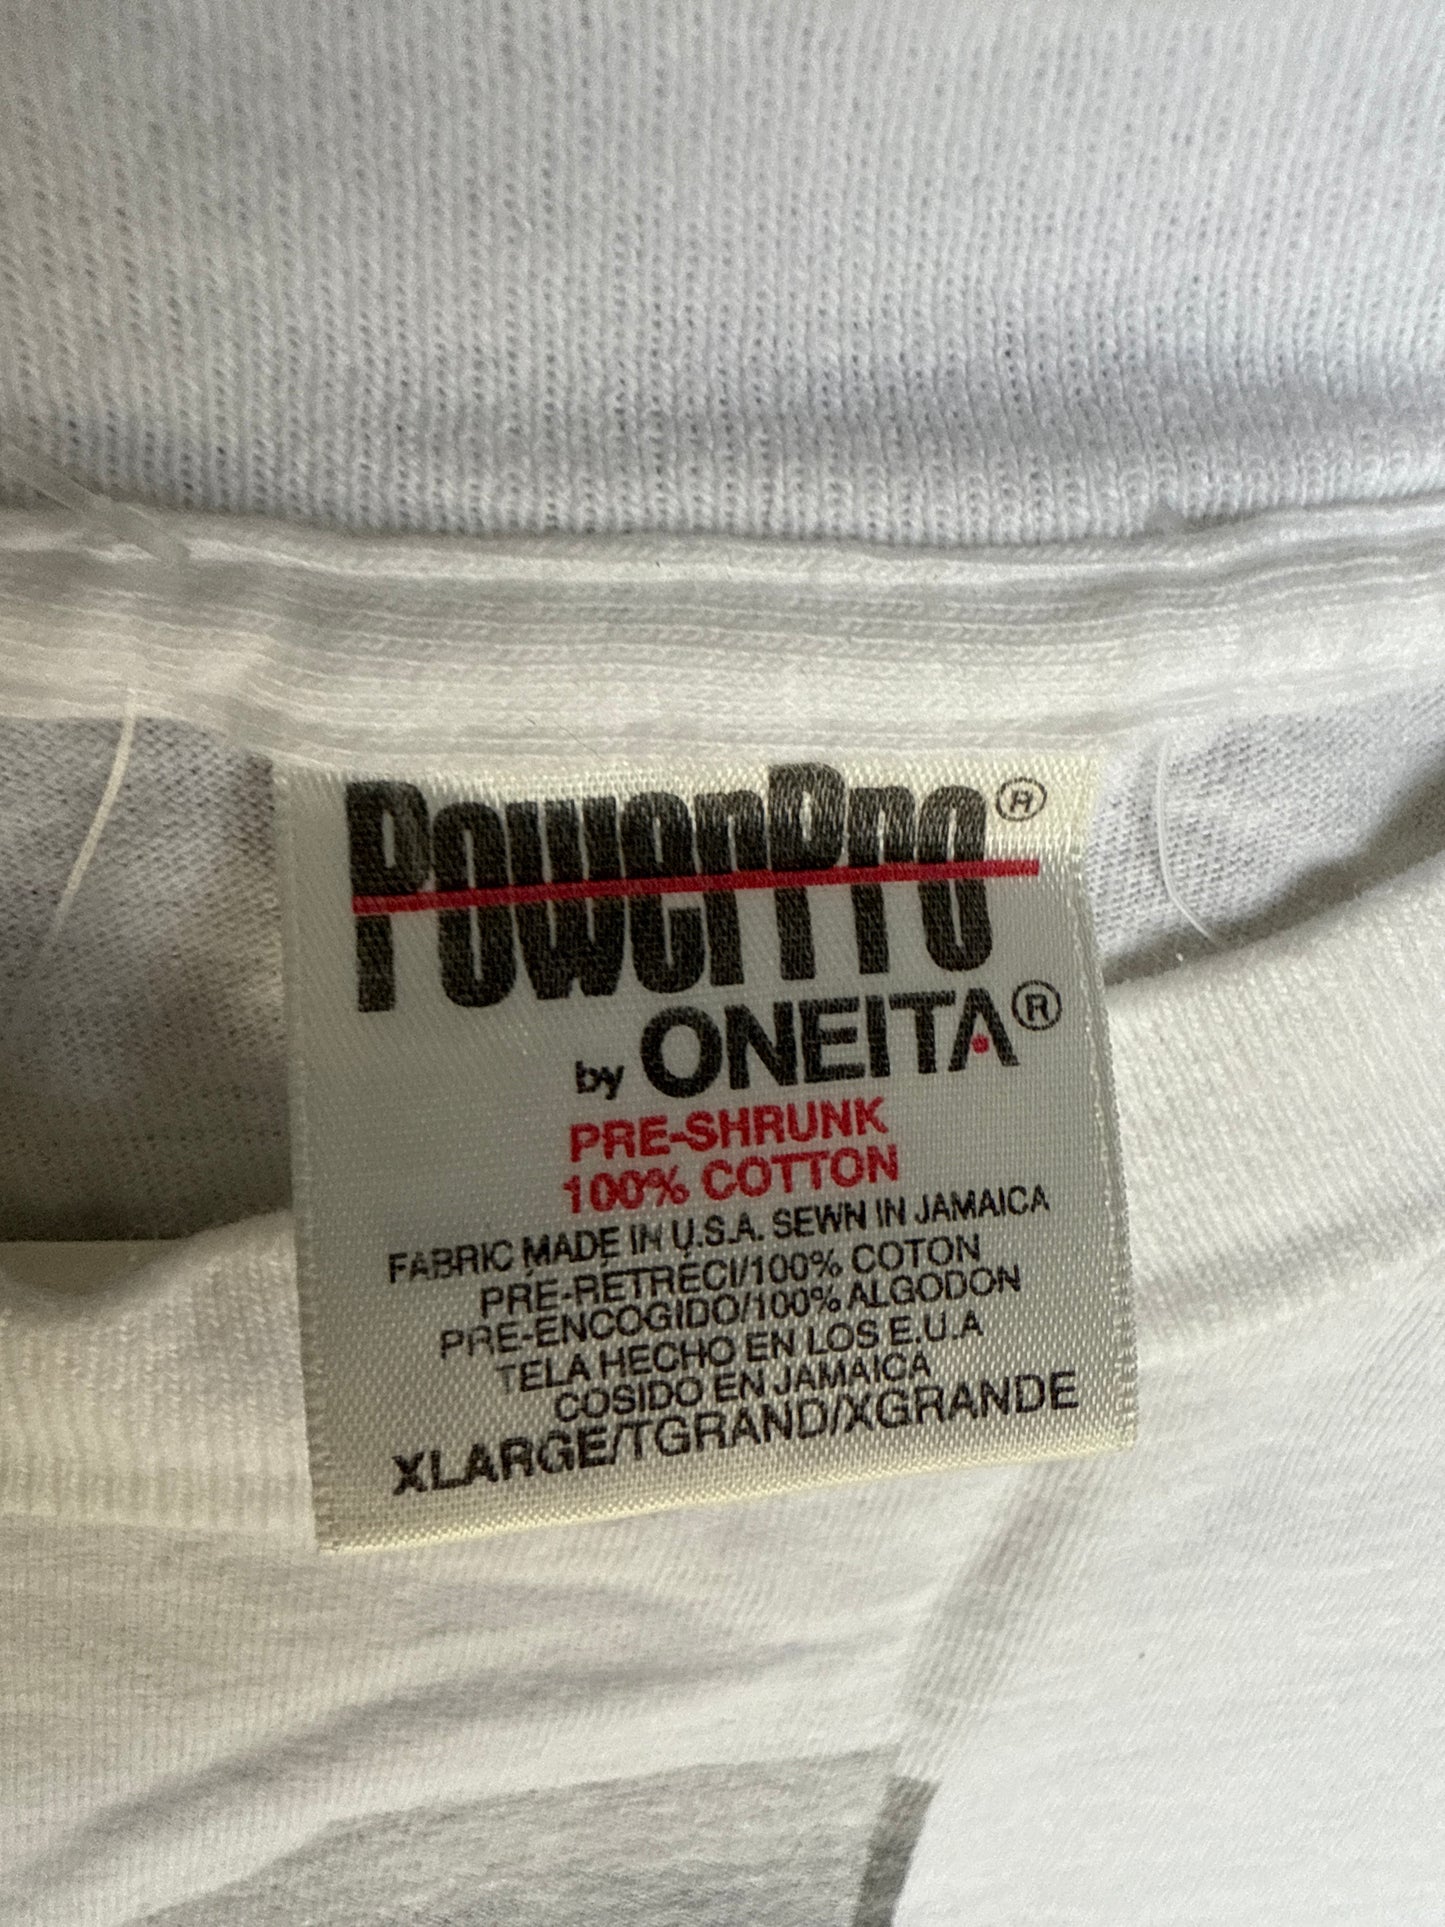 PowerPro®
by ONEITA®
PRE-SHRUNK
100% COTTON
FABRIC MADE IN U.S.A. SEWN IN JAMAICA
PRE-RETRÉCI/100% COTON
PRE-ENCOGIDO/100% ALGODON
TELA HECHO EN LOS E.U.A
COSIDO EN JAMAICA
XLARGE/TGRAND/XGRANDE